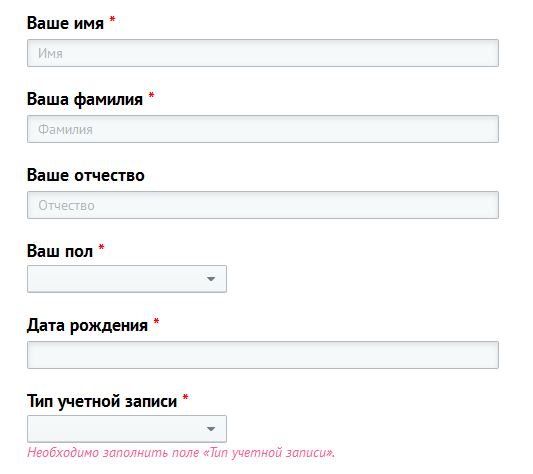 Ваше имя *
Имя
Ваша фамилия *
Фамилия
Ваше отчество
Отчество
Ваш пол *
Дата рождения *
Тип учетной записи *
Необходимо заполнить поле «Тип учетной записи».